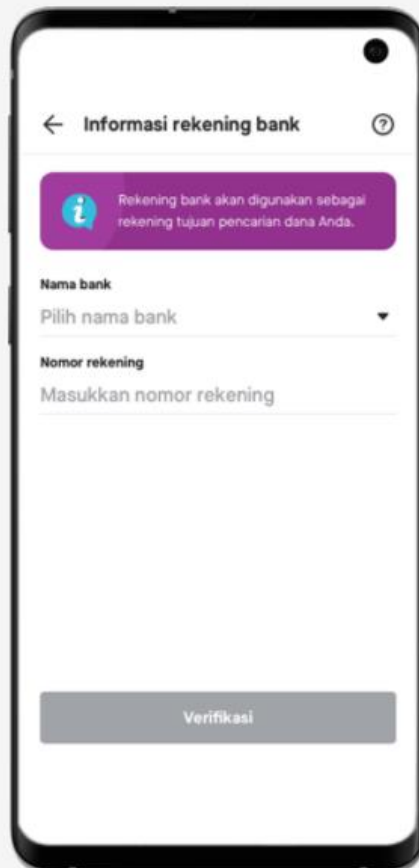 Informasi rekening bank
Rekening bank akan digunakan sebagai
rekening tujuan pencarian dana Anda.
Nama bank
Pilih nama bank
Nomor rekening
Masukkan nomor rekening
Verifikasi